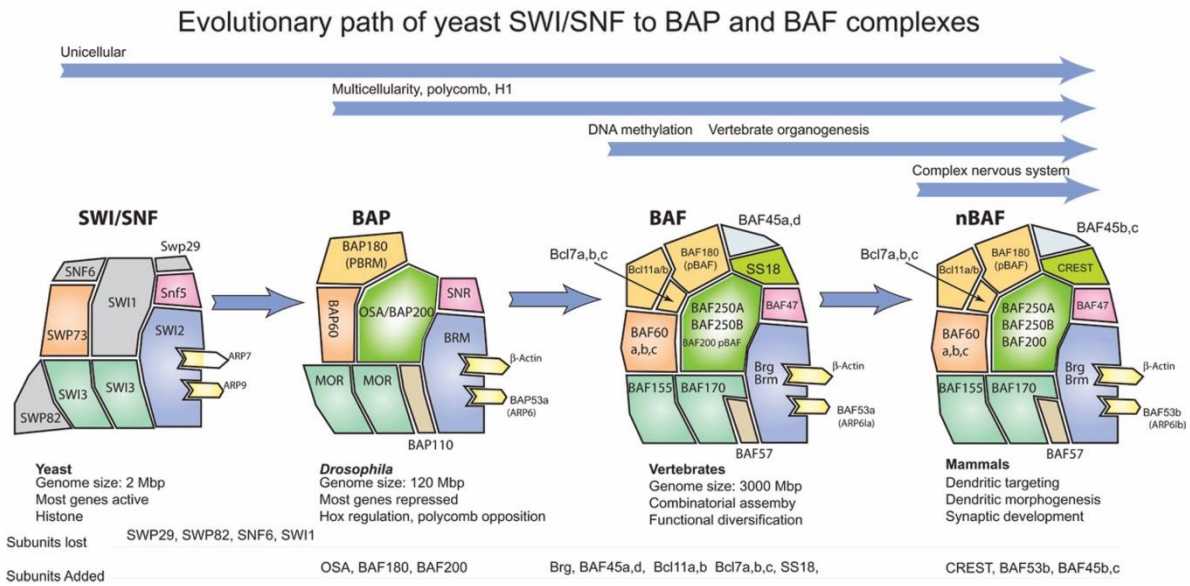 Evolutionary path of yeast SWI/SNF to BAP and BAF complexes
Unicellular
Multicellularity, polycomb, H1
DNA methylation Vertebrate organogenesis
Complex nervous system
SWI/SNF
Swp29
SNF6
SWI1
Snf5
SWP73
SWI2
ARP7
ARP9
SWI3
SWI3
SWP82
BAP
BAP180
(PBRM)
SNR
BAP60
OSA/BAP200
BRM
β-Actin
MOR
MOR
BAP53a
(ARP6)
BAP110
BAF
BAF45a,d
Bcl7a,b,c
Bcl11a/b
BAF180
(pBAF)
SS18
BAF250A
BAF250B
BAF200 pBAF
BAF47
BAF60
a,b,c
Brg
Brm
β-Actin
BAF155
BAF170
BAF53a
(ARP6la)
BAF57
nBAF
BAF45b,c
Bcl7a,b,c
Bcl11a/b
BAF180
(pBAF)
CREST
BAF250A
BAF250B
BAF200
BAF47
BAF60
a,b,c
Brg
Brm
β-Actin
BAF155
BAF170
BAF53b
(ARP6lb)
BAF57
Yeast
Genome size: 2 Mbp
Most genes active
Histone
Drosophila
Genome size: 120 Mbp
Most genes repressed
Hox regulation, polycomb opposition
Vertebrates
Genome size: 3000 Mbp
Combinatorial assemby
Functional diversification
Mammals
Dendritic targeting
Dendritic morphogenesis
Synaptic development
Subunits lost SWP29, SWP82, SNF6, SWI1
Subunits Added OSA, BAF180, BAF200 Brg, BAF45a,d, Bcl11a,b Bcl7a,b,c, SS18, CREST, BAF53b, BAF45b,c